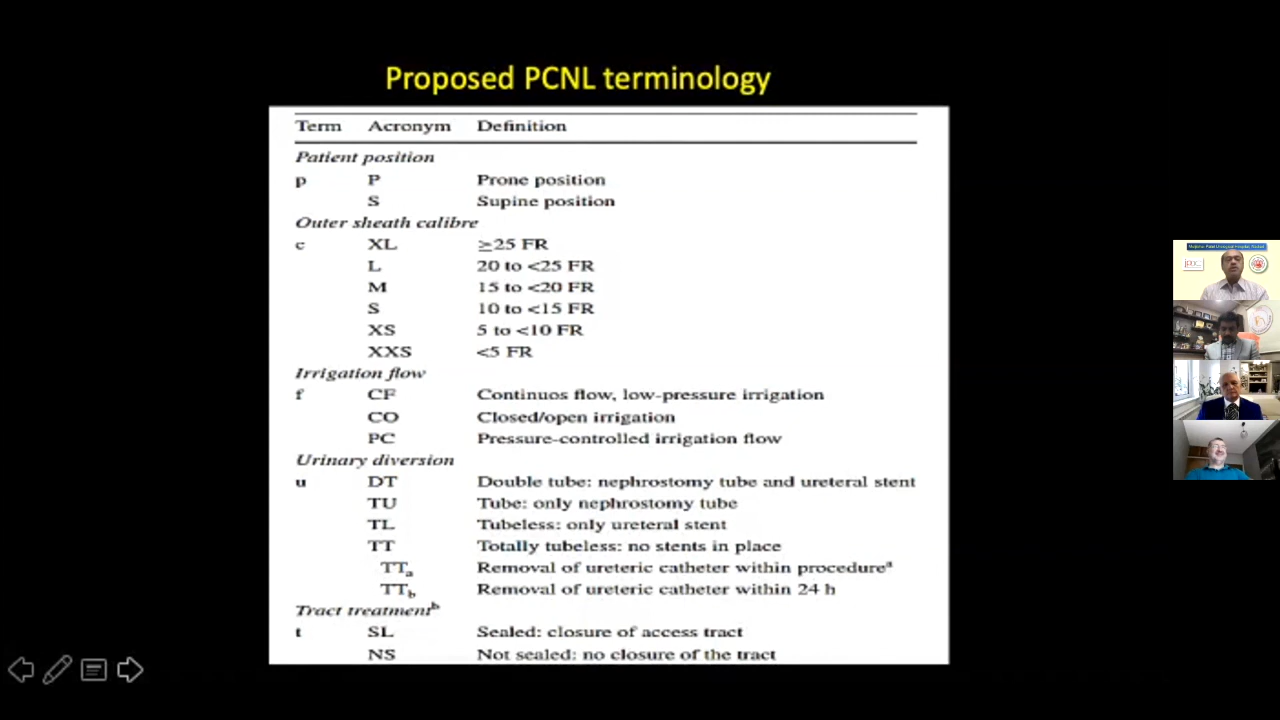 Proposed PCNL terminology
Term Acronym Definition
Patient position
p P Prone position
S Supine position
Outer sheath calibre
c XL ≥25 FR
L 20 to <25 FR
M 15 to <20 FR
S 10 to <15 FR
XS 5 to <10 FR
XXS <5 FR
Irrigation flow
f CF Continuos flow, low-pressure irrigation
CO Closed/open irrigation
PC Pressure-controlled irrigation flow
Urinary diversion
u DT Double tube: nephrostomy tube and ureteral stent
TU Tube: only nephrostomy tube
TL Tubeless: only ureteral stent
TT Totally tubeless: no stents in place
TTa Removal of ureteric catheter within procedureª
TTb Removal of ureteric catheter within 24 h
Tract treatmentb
t SL Sealed: closure of access tract
NS Not sealed: no closure of the tract